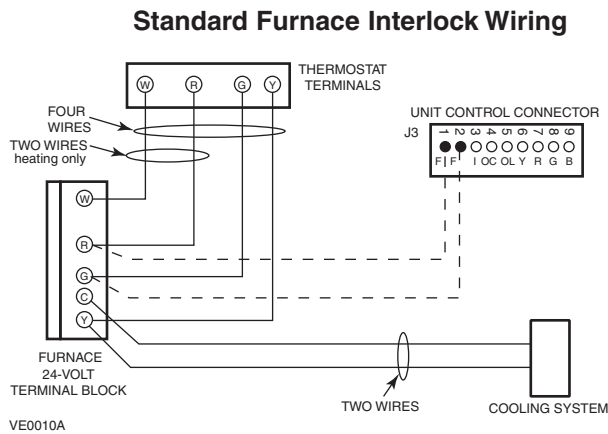 Standard Furnace Interlock Wiring
THERMOSTAT
TERMINALS
W R G Y
FOUR
WIRES
TWO WIRES
heating only
UNIT CONTROL CONNECTOR
J3
1 2 3 4 5 6 7 8 9
F F I OC OL Y R G B
W
R
G
C
Y
FURNACE
24-VOLT
TERMINAL BLOCK
TWO WIRES
COOLING SYSTEM
VE0010A